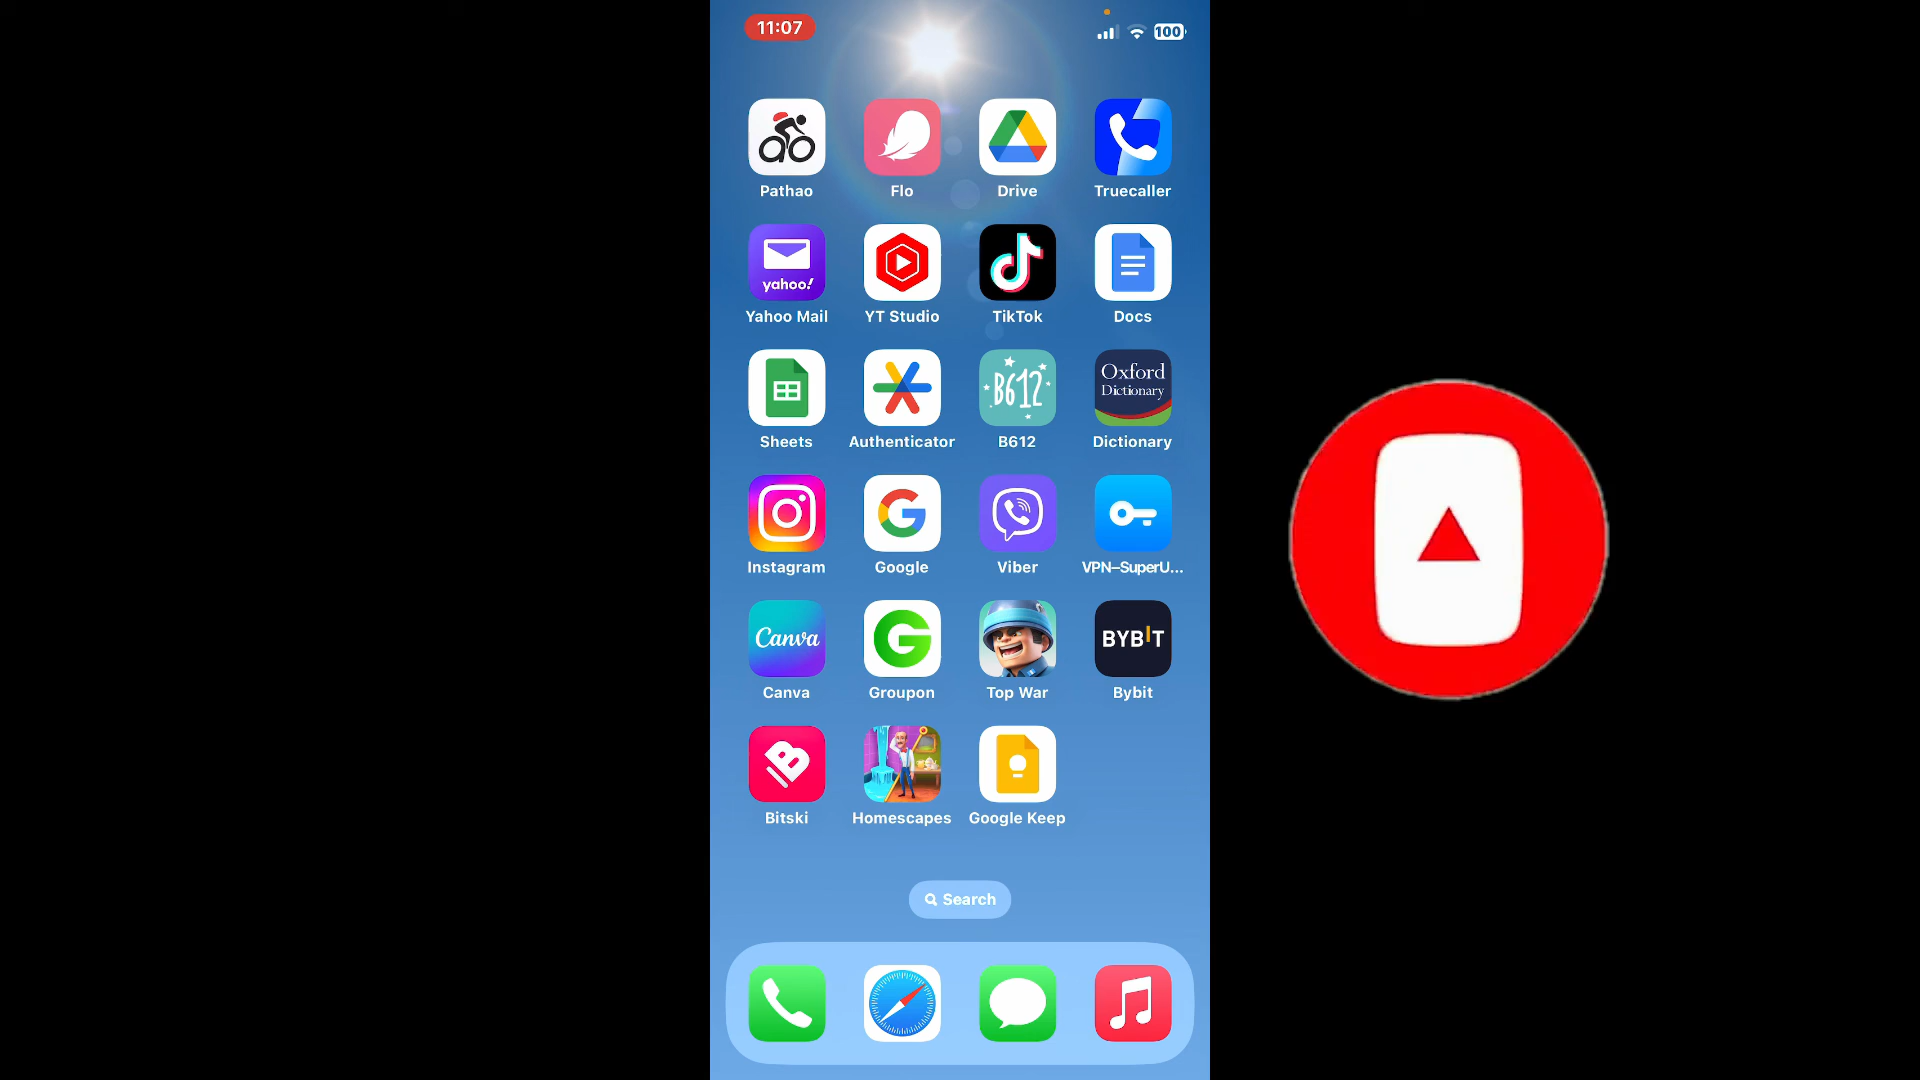 11:07
100
Pathao Flo Drive Truecaller
yahoo!
Yahoo Mail YT Studio TikTok Docs
B612
Oxford
Dictionary
Sheets Authenticator B612 Dictionary
Instagram Google Viber VPN–SuperU...
Canva
BYBIT
Canva Groupon Top War Bybit
Bitski Homescapes Google Keep
Search